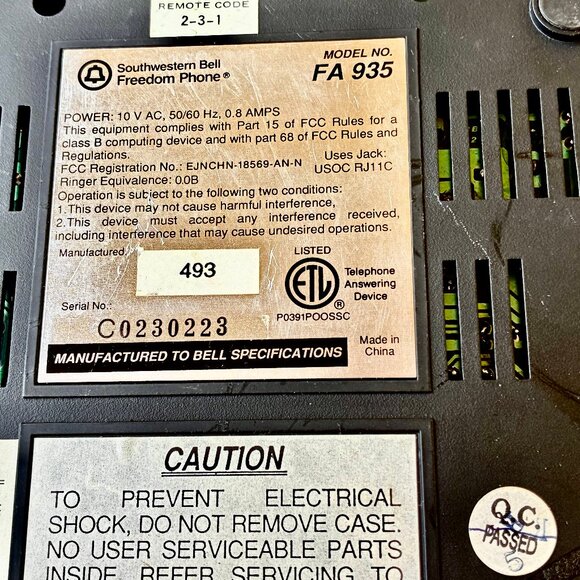 REMOTE CODE
2-3-1
Southwestern Bell
Freedom Phone®
MODEL NO.
FA 935
POWER: 10 V AC, 50/60 Hz, 0.8 AMPS
This equipment complies with Part 15 of FCC Rules for a
class B computing device and with part 68 of FCC Rules and
Regulations.
FCC Registration No.: EJNCHN-18569-AN-N
Ringer Equivalence: 0.0B
Uses Jack:
USOC RJ11C
Operation is subject to the following two conditions:
1.This device may not cause harmful interference,
2.This device must accept any interference received,
including interference that may cause undesired operations.
Manufactured:
493
LISTED
ETL
®
P0391POOSSC
Telephone
Answering
Device
Serial No.:
C0230223
MANUFACTURED TO BELL SPECIFICATIONS
Made in
China
CAUTION
TO PREVENT ELECTRICAL
SHOCK, DO NOT REMOVE CASE.
NO USER SERVICEABLE PARTS
INSIDE. REFER SERVICING TO
Q.C.
PASSED